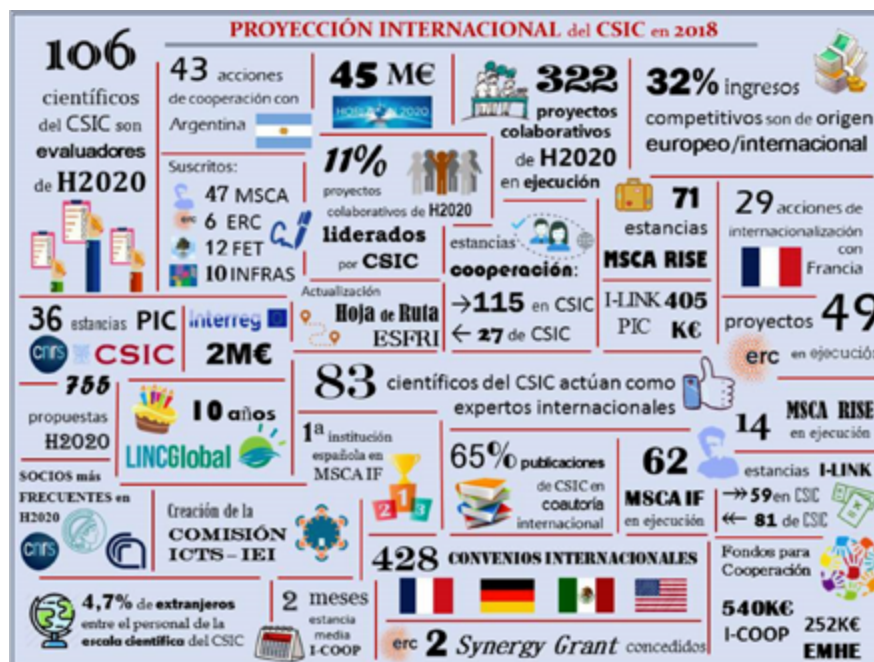 PROYECCIÓN INTERNACIONAL del CSIC en 2018
106
científicos
del CSIC son
evaluadores
de H2020
43 acciones
de cooperación con
Argentina
45 M€
HORIZON 2020
322
proyectos
colaborativos
de H2020
en ejecución
32% ingresos
competitivos son de origen
europeo/internacional
Suscritos:
47 MSCA
erc 6 ERC
12 FET
10 INFRAS
11%
proyectos
colaborativos de H2020
liderados
por CSIC
estancias
cooperación:
→115 en CSIC
← 27 de CSIC
71
estancias
MSCA RISE
29 acciones de
internacionalización
con
Francia
36 estancias PIC
cnrs CSIC
Interreg
2M€
Actualización
Hoja de Ruta
ESFRI
I-LINK 405
PIC K€
proyectos 49
erc en ejecución
755
propuestas
H2020
10 años
LINCGlobal
83 científicos del CSIC actúan como
expertos internacionales
14 MSCA RISE
en ejecución
1ª institución
española en
MSCA IF
1 2 3
65% publicaciones
de CSIC en
coautoría
internacional
62
MSCA IF
en ejecución
estancias I-LINK
→ 59 en CSIC
← 81 de CSIC
SOCIOS más
FRECUENTES en
H2020
cnrs
Creación de la
COMISIÓN
ICTS – IEI
428 CONVENIOS INTERNACIONALES
Fondos para
Cooperación
540K€
I-COOP
252K€
EMHE
4,7% de extranjeros
entre el personal de la
escala científica del CSIC
2 meses
estancia
media
I-COOP
erc 2 Synergy Grant concedidos